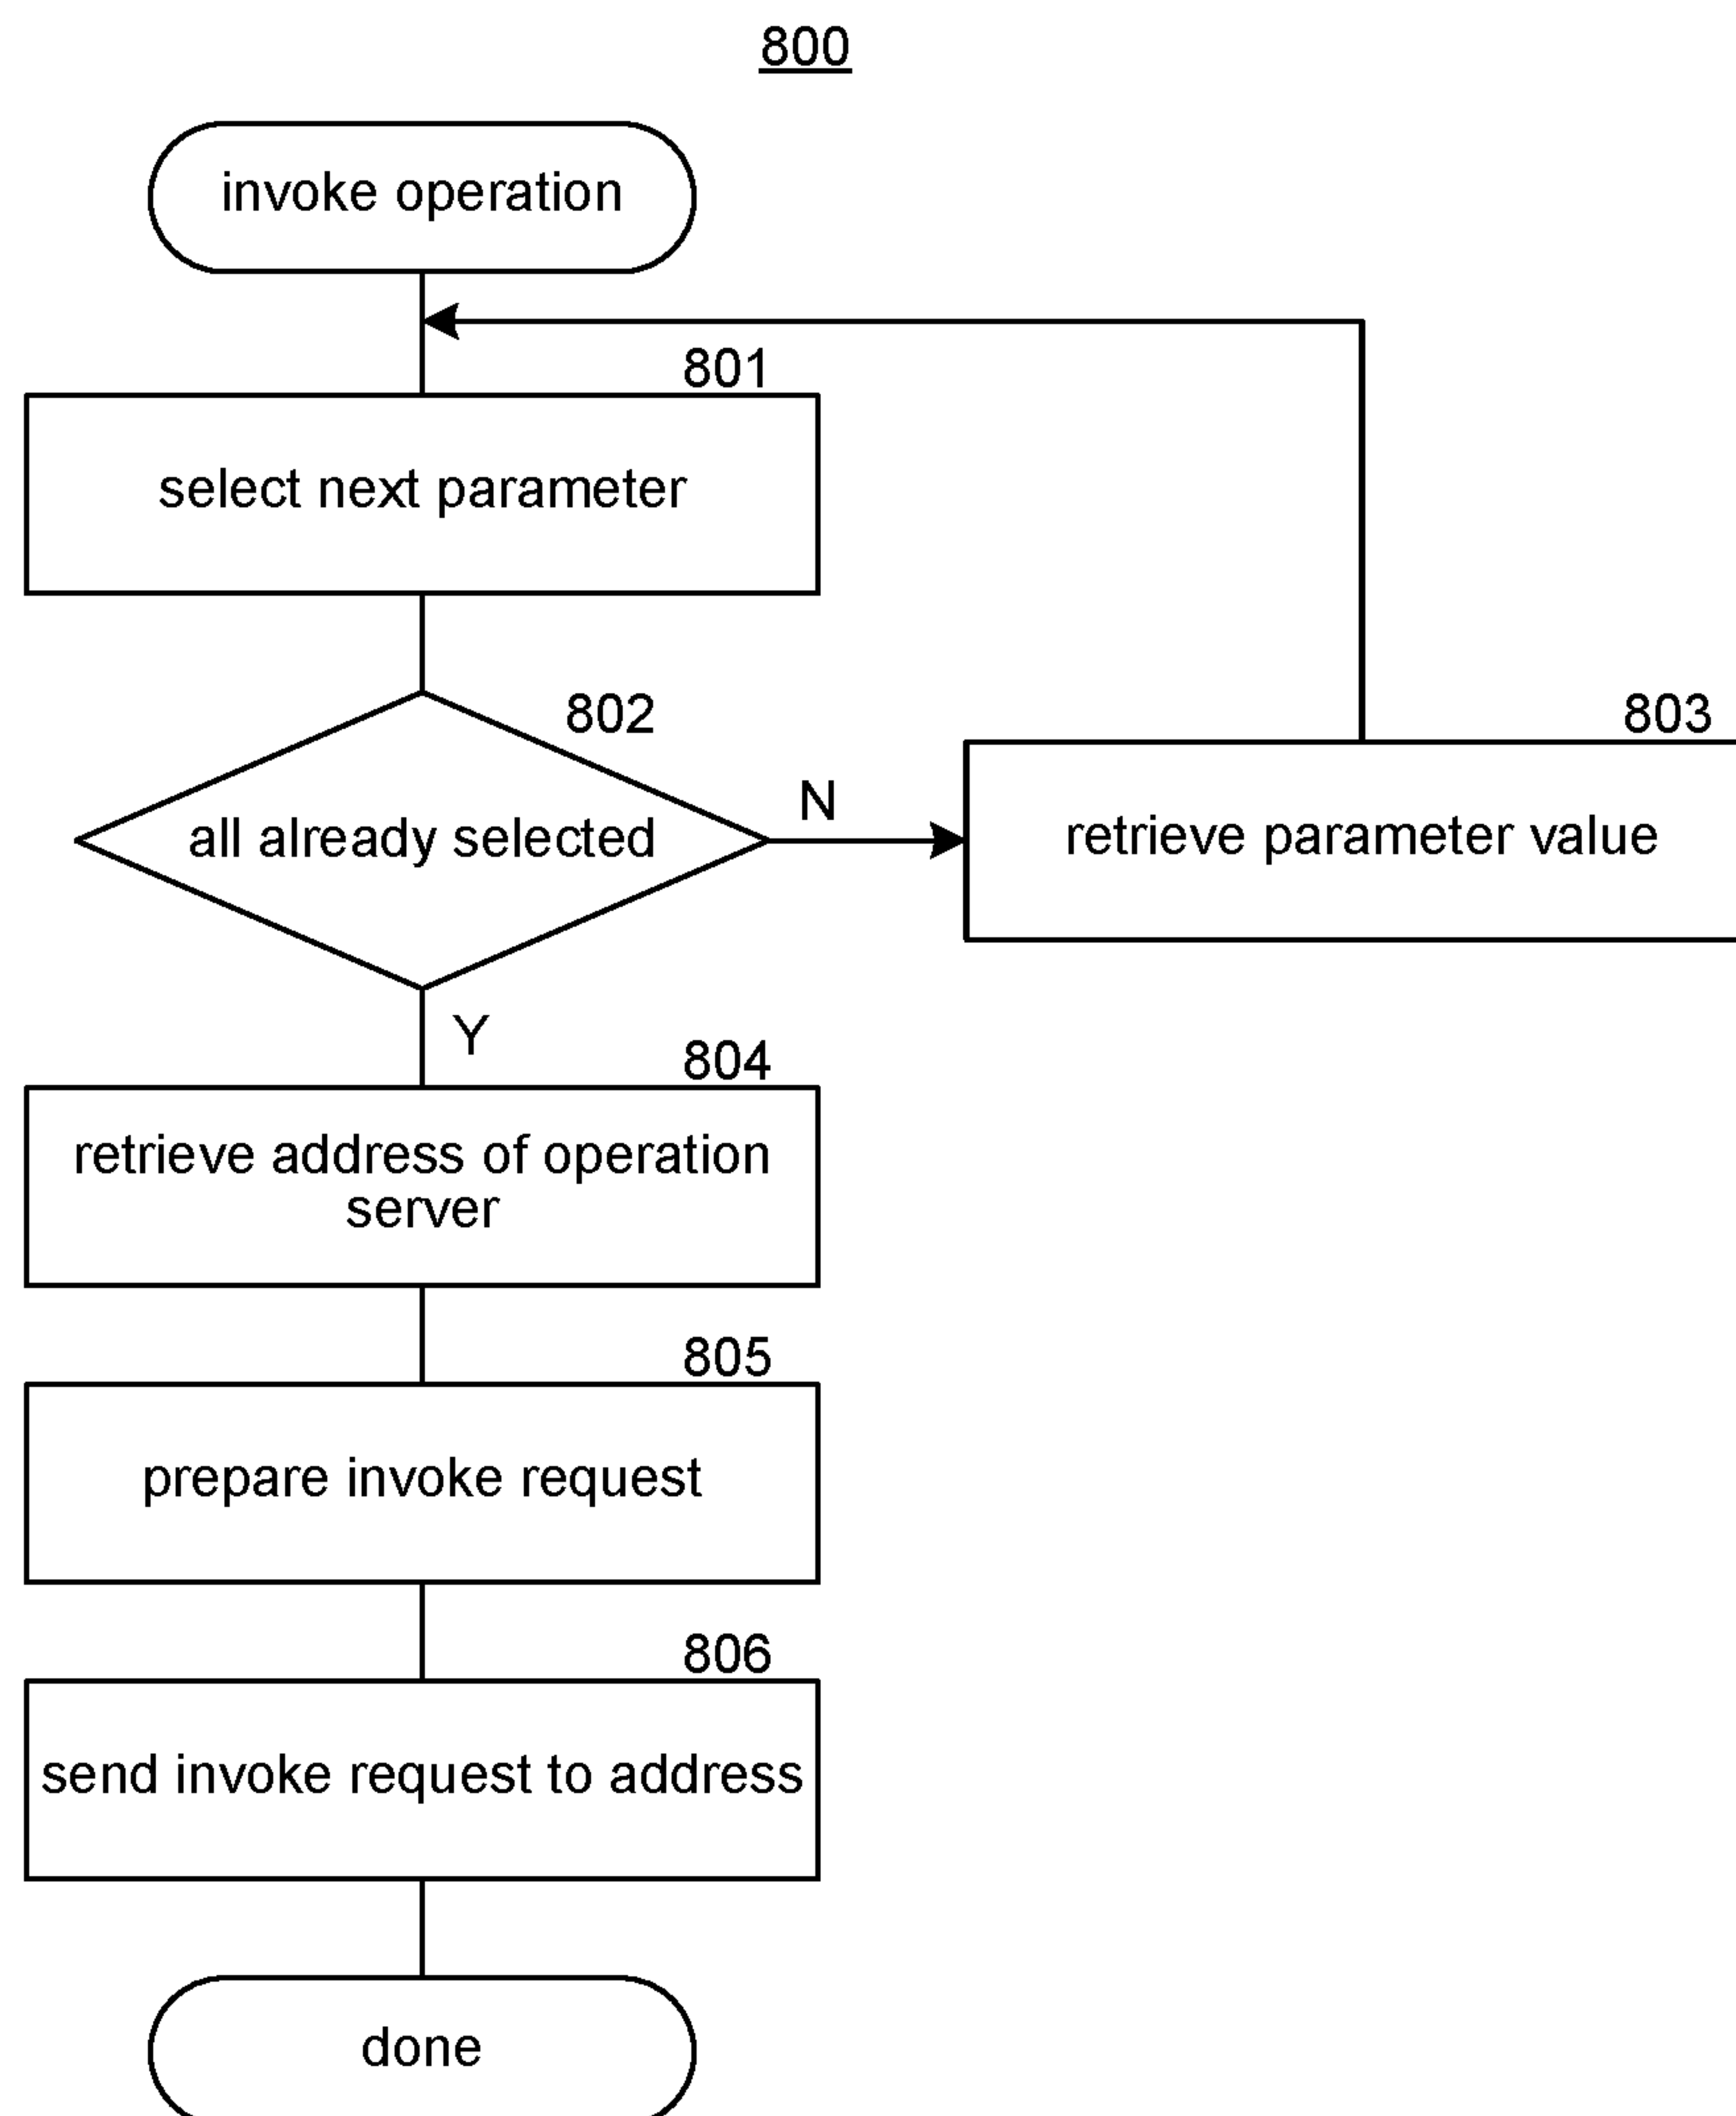 800
invoke operation
801
select next parameter
802
all already selected
N
803
retrieve parameter value
Y
804
retrieve address of operation
server
805
prepare invoke request
806
send invoke request to address
done